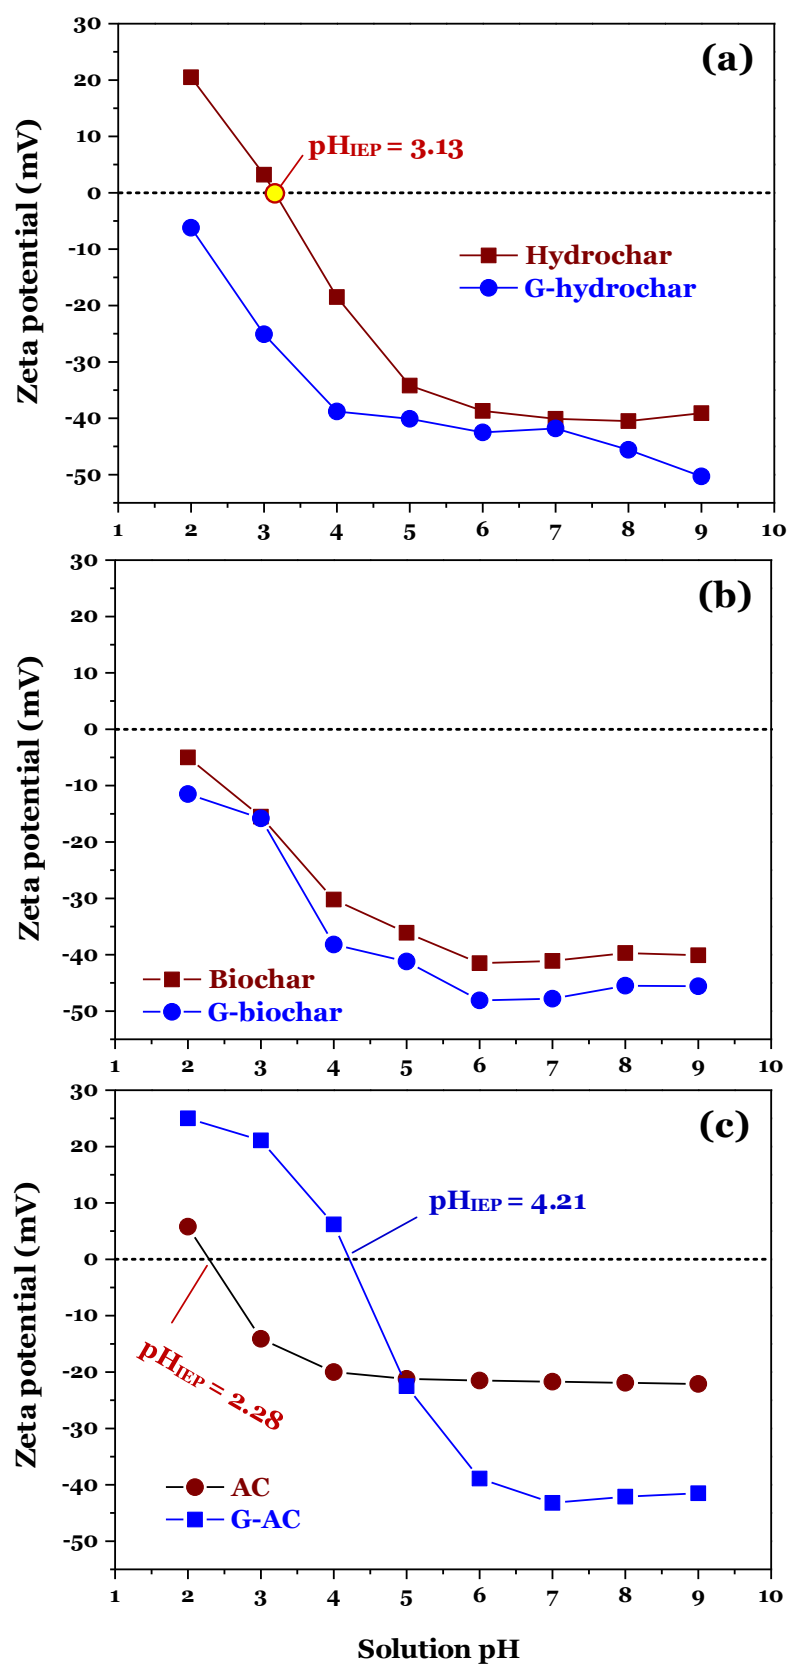 (a)
30
20
10
0
-10
-20
-30
-40
-50
Zeta potential (mV)
pHIEP = 3.13
Hydrochar
G-hydrochar
1 2 3 4 5 6 7 8 9 10
(b)
30
20
10
0
-10
-20
-30
-40
-50
Zeta potential (mV)
Biochar
G-biochar
1 2 3 4 5 6 7 8 9 10
(c)
30
20
10
0
-10
-20
-30
-40
-50
Zeta potential (mV)
pHIEP = 4.21
pHIEP = 2.28
AC
G-AC
1 2 3 4 5 6 7 8 9 10
Solution pH